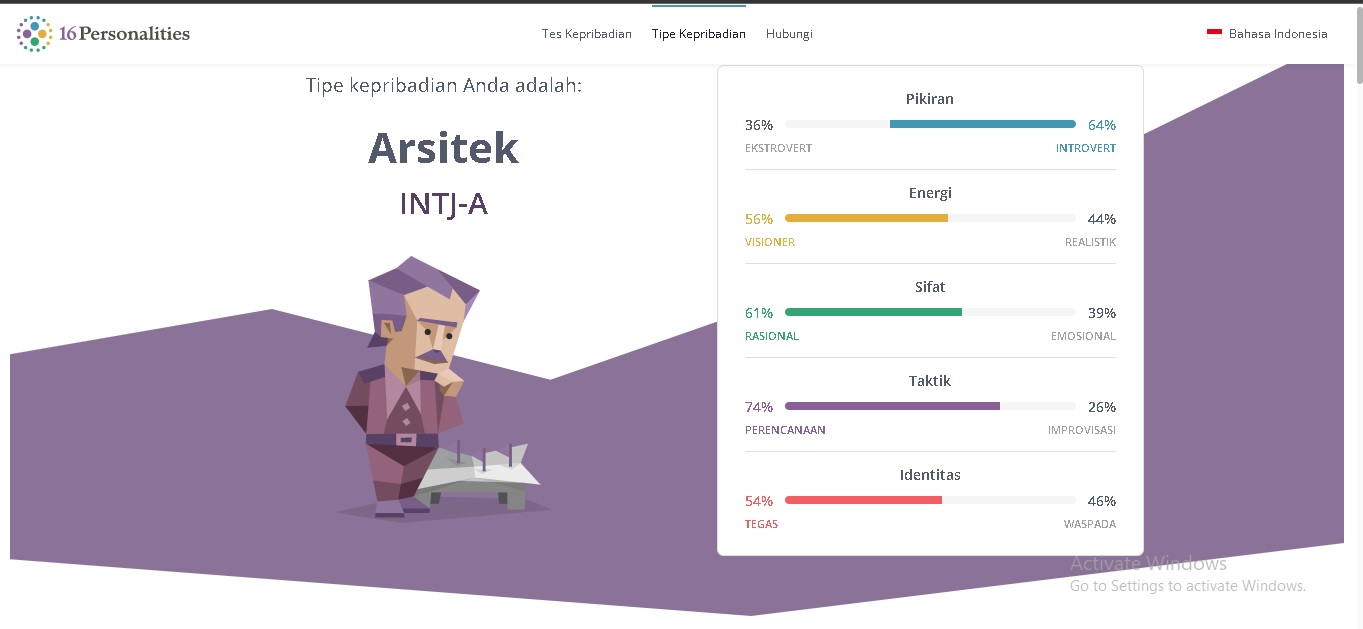 16Personalities
Tes Kepribadian
Tipe Kepribadian
Hubungi
Bahasa Indonesia
Tipe kepribadian Anda adalah:
Arsitek
INTJ-A
Pikiran
36% 64%
EKSTROVERT INTROVERT
Energi
56% 44%
VISIONER REALISTIK
Sifat
61% 39%
RASIONAL EMOSIONAL
Taktik
74% 26%
PERENCANAAN IMPROVISASI
Identitas
54% 46%
TEGAS WASPADA
Activate Windows
Go to Settings to activate Windows.